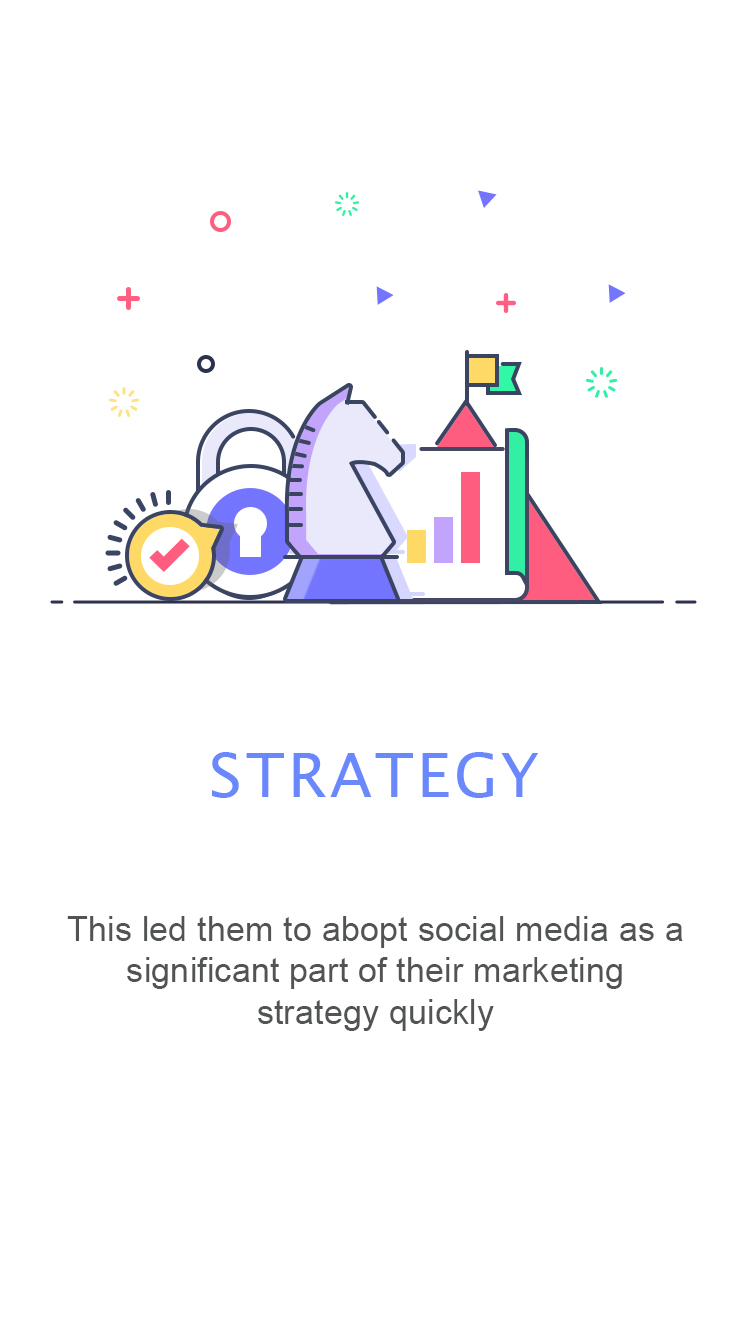 STRATEGY
This led them to abopt social media as a
significant part of their marketing
strategy quickly